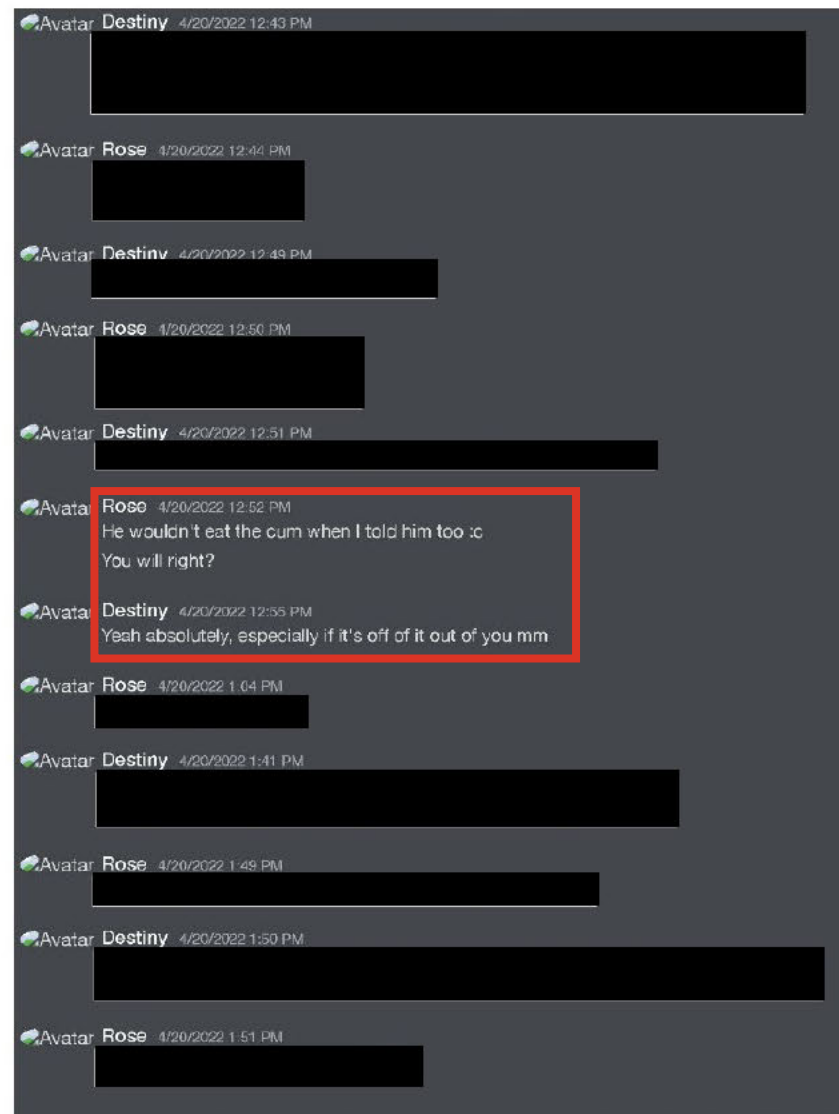 Avatar Destiny 4/20/2022 12:43 PM
Avatar Rose 4/20/2022 12:44 PM
Avatar Destiny 4/20/2022 12:49 PM
Avatar Rose 4/20/2022 12:50 PM
Avatar Destiny 4/20/2022 12:51 PM
Avatar Rose 4/20/2022 12:52 PM
He wouldn't eat the cum when I told him too :c
You will right?
Avatar Destiny 4/20/2022 12:55 PM
Yeah absolutely, especially if it's off of it out of you mm
Avatar Rose 4/20/2022 1:04 PM
Avatar Destiny 4/20/2022 1:41 PM
Avatar Rose 4/20/2022 1:49 PM
Avatar Destiny 4/20/2022 1:50 PM
Avatar Rose 4/20/2022 1:51 PM